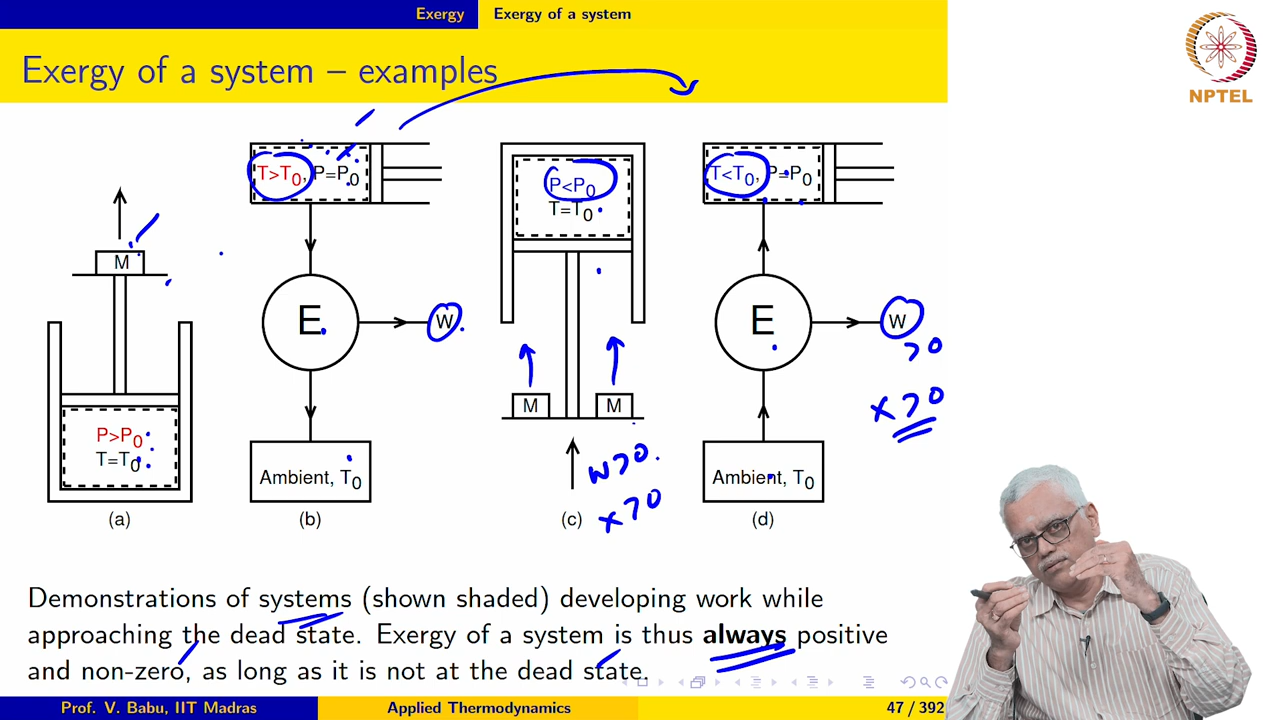 Exergy Exergy of a system
NPTEL
Exergy of a system – examples
T>T0, P=P0
P<P0
T=T0
T<T0, P=P0
M
E
W
E
W
>0
P>P0
T=T0
M
M
x>0
Ambient, T0
W>0
x>0
Ambient, T0
(a)
(b)
(c)
(d)
Demonstrations of systems (shown shaded) developing work while
approaching the dead state. Exergy of a system is thus always positive
and non-zero, as long as it is not at the dead state.
Prof. V. Babu, IIT Madras Applied Thermodynamics 47 / 392